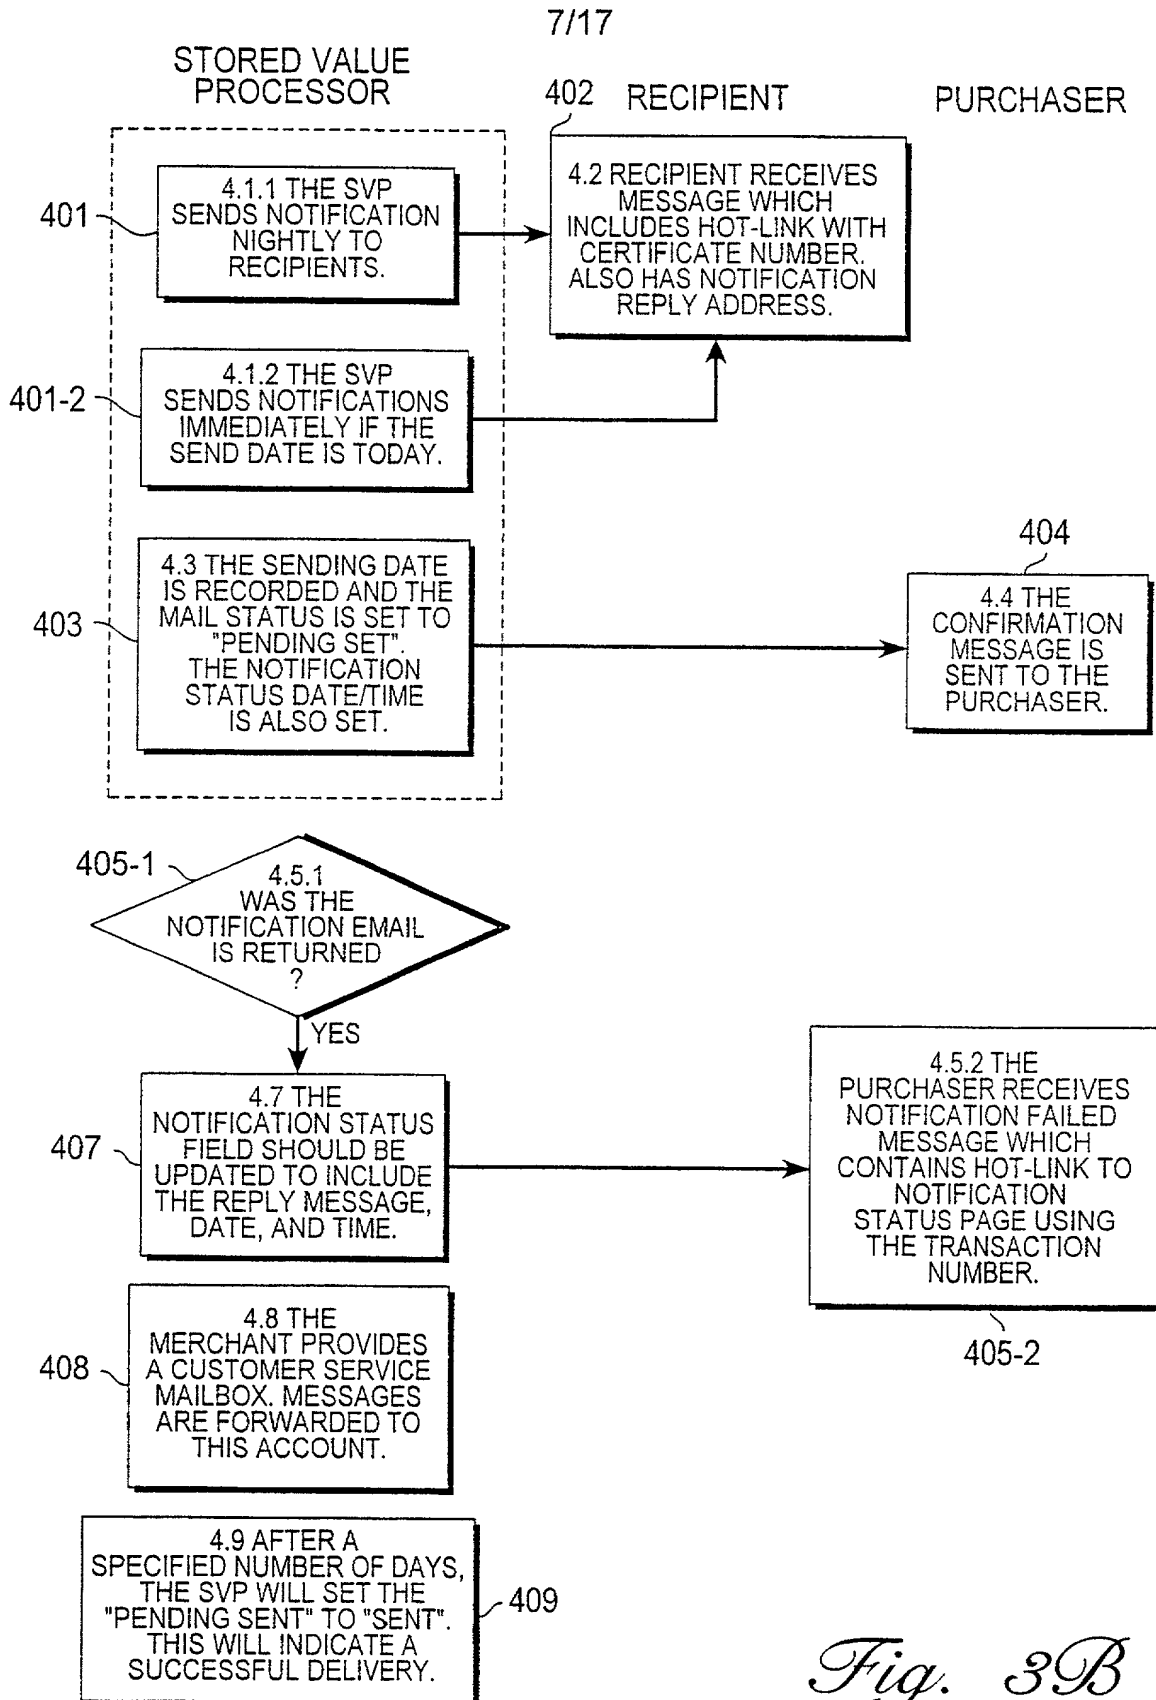 7/17
STORED VALUE
PROCESSOR
402
RECIPIENT
PURCHASER
401
4.1.1 THE SVP
SENDS NOTIFICATION
NIGHTLY TO
RECIPIENTS.
4.2 RECIPIENT RECEIVES
MESSAGE WHICH
INCLUDES HOT-LINK WITH
CERTIFICATE NUMBER.
ALSO HAS NOTIFICATION
REPLY ADDRESS.
401-2
4.1.2 THE SVP
SENDS NOTIFICATIONS
IMMEDIATELY IF THE
SEND DATE IS TODAY.
403
4.3 THE SENDING DATE
IS RECORDED AND THE
MAIL STATUS IS SET TO
"PENDING SET".
THE NOTIFICATION
STATUS DATE/TIME
IS ALSO SET.
404
4.4 THE
CONFIRMATION
MESSAGE IS
SENT TO THE
PURCHASER.
405-1
4.5.1
WAS THE
NOTIFICATION EMAIL
IS RETURNED
?
YES
407
4.7 THE
NOTIFICATION STATUS
FIELD SHOULD BE
UPDATED TO INCLUDE
THE REPLY MESSAGE,
DATE, AND TIME.
4.5.2 THE
PURCHASER RECEIVES
NOTIFICATION FAILED
MESSAGE WHICH
CONTAINS HOT-LINK TO
NOTIFICATION
STATUS PAGE USING
THE TRANSACTION
NUMBER.
405-2
408
4.8 THE
MERCHANT PROVIDES
A CUSTOMER SERVICE
MAILBOX. MESSAGES
ARE FORWARDED TO
THIS ACCOUNT.
4.9 AFTER A
SPECIFIED NUMBER OF DAYS,
THE SVP WILL SET THE
"PENDING SENT" TO "SENT".
THIS WILL INDICATE A
SUCCESSFUL DELIVERY.
409
Fig. 3B